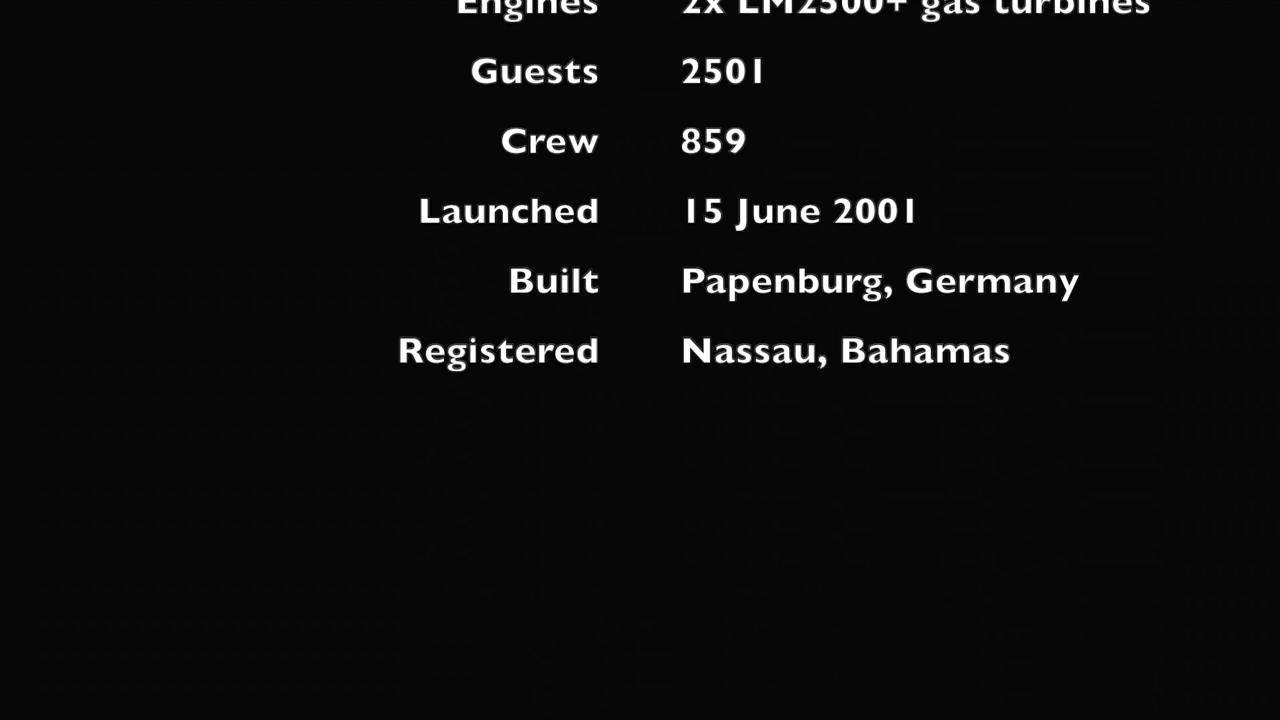 Engines 2x LM2500+ gas turbines
Guests 2501
Crew 859
Launched 15 June 2001
Built Papenburg, Germany
Registered Nassau, Bahamas